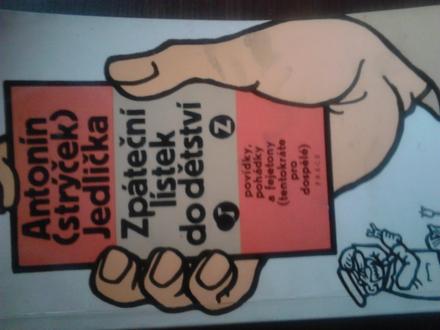 Antonín
(strýček)
Jedlička
Zpáteční
lístek
do dětství
Z
povídky,
pohádky
a fejetony
(tentokráte
pro
dospělé)
PRÁCE